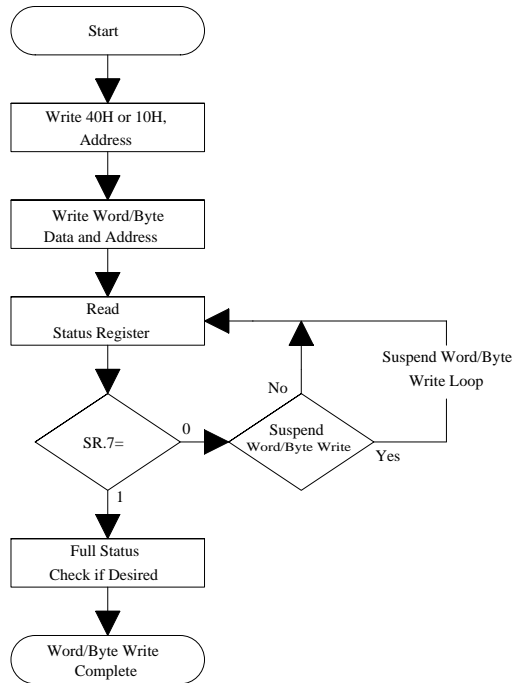 Start
Write 40H or 10H,
Address
Write Word/Byte
Data and Address
Read
Status Register
Suspend Word/Byte
Write Loop
No
SR.7=
0
Suspend
Word/Byte Write
Yes
1
Full Status
Check if Desired
Word/Byte Write
Complete